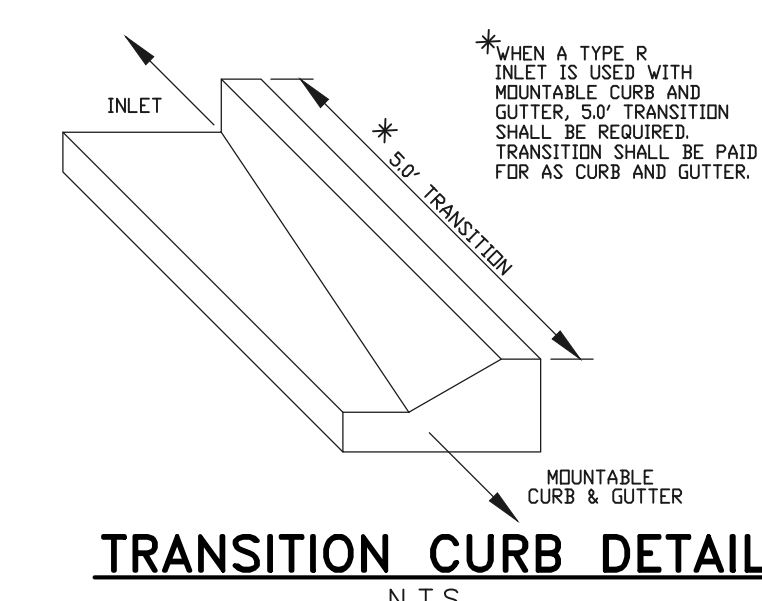 *WHEN A TYPE R
INLET IS USED WITH
MOUNTABLE CURB AND
GUTTER, 5.0' TRANSITION
SHALL BE REQUIRED.
TRANSITION SHALL BE PAID
FOR AS CURB AND GUTTER.
INLET
* 5.0' TRANSITION
MOUNTABLE
CURB & GUTTER
TRANSITION CURB DETAIL
N.T.S.